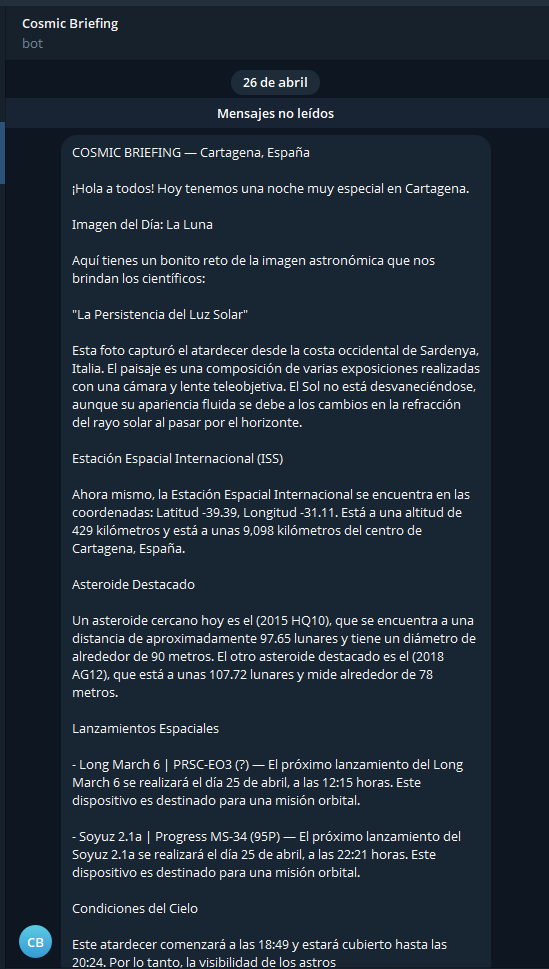 Cosmic Briefing
bot
26 de abril
Mensajes no leídos
COSMIC BRIEFING — Cartagena, España
¡Hola a todos! Hoy tenemos una noche muy especial en Cartagena.
Imagen del Día: La Luna
Aquí tienes un bonito reto de la imagen astronómica que nos
brindan los científicos:
"La Persistencia del Luz Solar"
Esta foto capturó el atardecer desde la costa occidental de Sardenya,
Italia. El paisaje es una composición de varias exposiciones realizadas
con una cámara y lente teleobjetiva. El Sol no está desvaneciéndose,
aunque su apariencia fluida se debe a los cambios en la refracción
del rayo solar al pasar por el horizonte.
Estación Espacial Internacional (ISS)
Ahora mismo, la Estación Espacial Internacional se encuentra en las
coordenadas: Latitud -39.39, Longitud -31.11. Está a una altitud de
429 kilómetros y está a unas 9,098 kilómetros del centro de
Cartagena, España.
Asteroide Destacado
Un asteroide cercano hoy es el (2015 HQ10), que se encuentra a una
distancia de aproximadamente 97.65 lunares y tiene un diámetro de
alrededor de 90 metros. El otro asteroide destacado es el (2018
AG12), que está a unas 107.72 lunares y mide alrededor de 78
metros.
Lanzamientos Espaciales
- Long March 6 | PRSC-EO3 (?) — El próximo lanzamiento del Long
March 6 se realizará el día 25 de abril, a las 12:15 horas. Este
dispositivo es destinado para una misión orbital.
- Soyuz 2.1a | Progress MS-34 (95P) — El próximo lanzamiento del
Soyuz 2.1a se realizará el día 25 de abril, a las 22:21 horas. Este
dispositivo es destinado para una misión orbital.
Condiciones del Cielo
CB
Este atardecer comenzará a las 18:49 y estará cubierto hasta las
20:24. Por lo tanto, la visibilidad de los astros